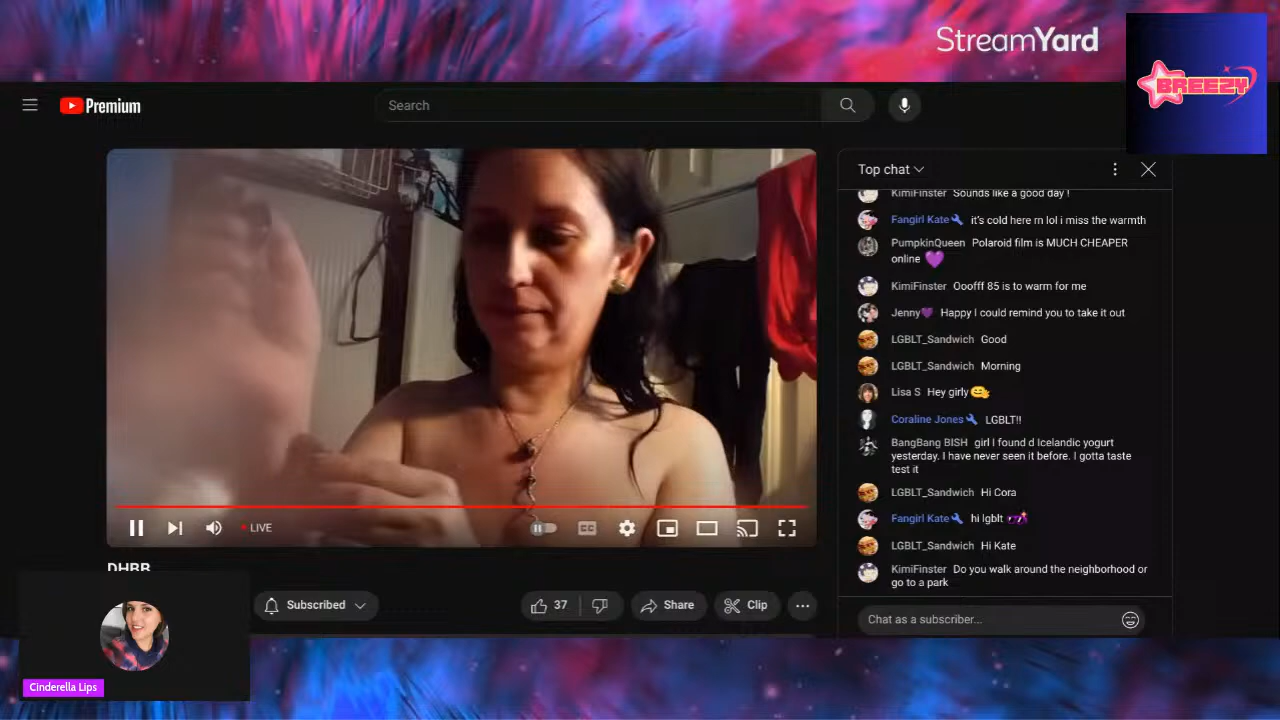 StreamYard
BREEZY
Premium
Search
Top chat
KimiFinster Sounds like a good day !
Fangirl Kate it's cold here rn lol i miss the warmth
PumpkinQueen Polaroid film is MUCH CHEAPER
online
KimiFinster Ooofff 85 is to warm for me
Jenny Happy I could remind you to take it out
LGBLT_Sandwich Good
LGBLT_Sandwich Morning
Lisa S Hey girly
Coraline Jones LGBLT!!
BangBang BISH girl I found d Icelandic yogurt
yesterday. I have never seen it before. I gotta taste
test it
LGBLT_Sandwich Hi Cora
Fangirl Kate hi lgblt
LGBLT_Sandwich Hi Kate
KimiFinster Do you walk around the neighborhood or
go to a park
Chat as a subscriber...
LIVE
CC
DHBB
Subscribed
37
Share
Clip
Cinderella Lips